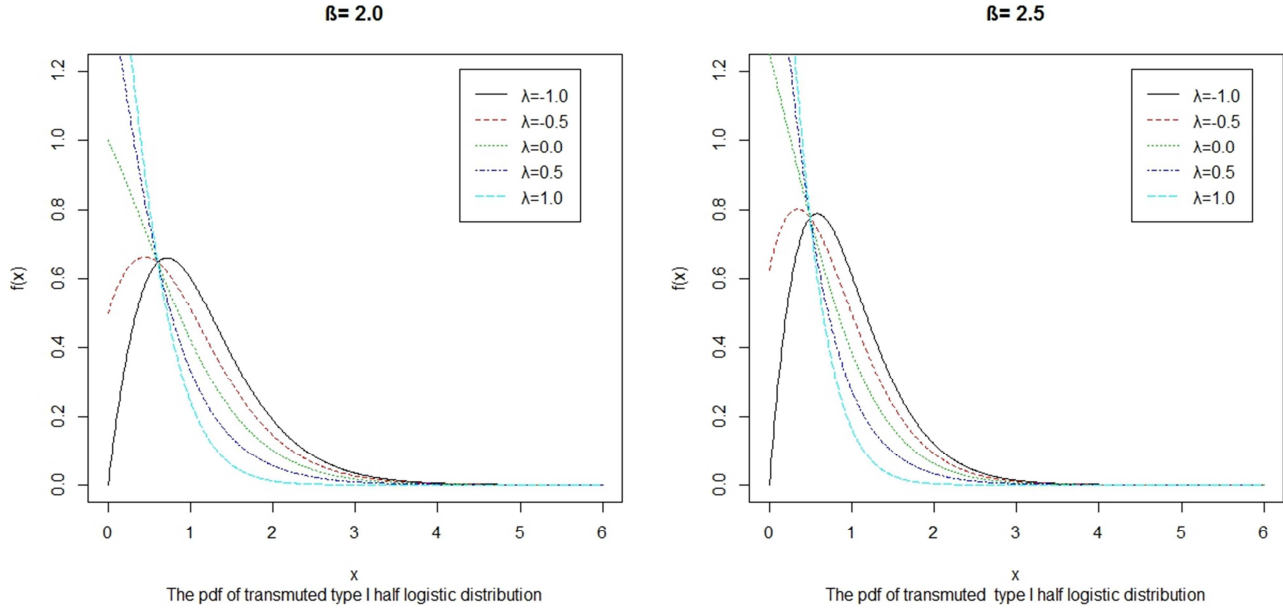 ß= 2.0
f(x)
1.2
1.0
0.8
0.6
0.4
0.2
0.0
λ=-1.0
λ=-0.5
λ=0.0
λ=0.5
λ=1.0
0 1 2 3 4 5 6
x
The pdf of transmuted type I half logistic distribution
ß= 2.5
f(x)
1.2
1.0
0.8
0.6
0.4
0.2
0.0
λ=-1.0
λ=-0.5
λ=0.0
λ=0.5
λ=1.0
0 1 2 3 4 5 6
x
The pdf of transmuted type I half logistic distribution